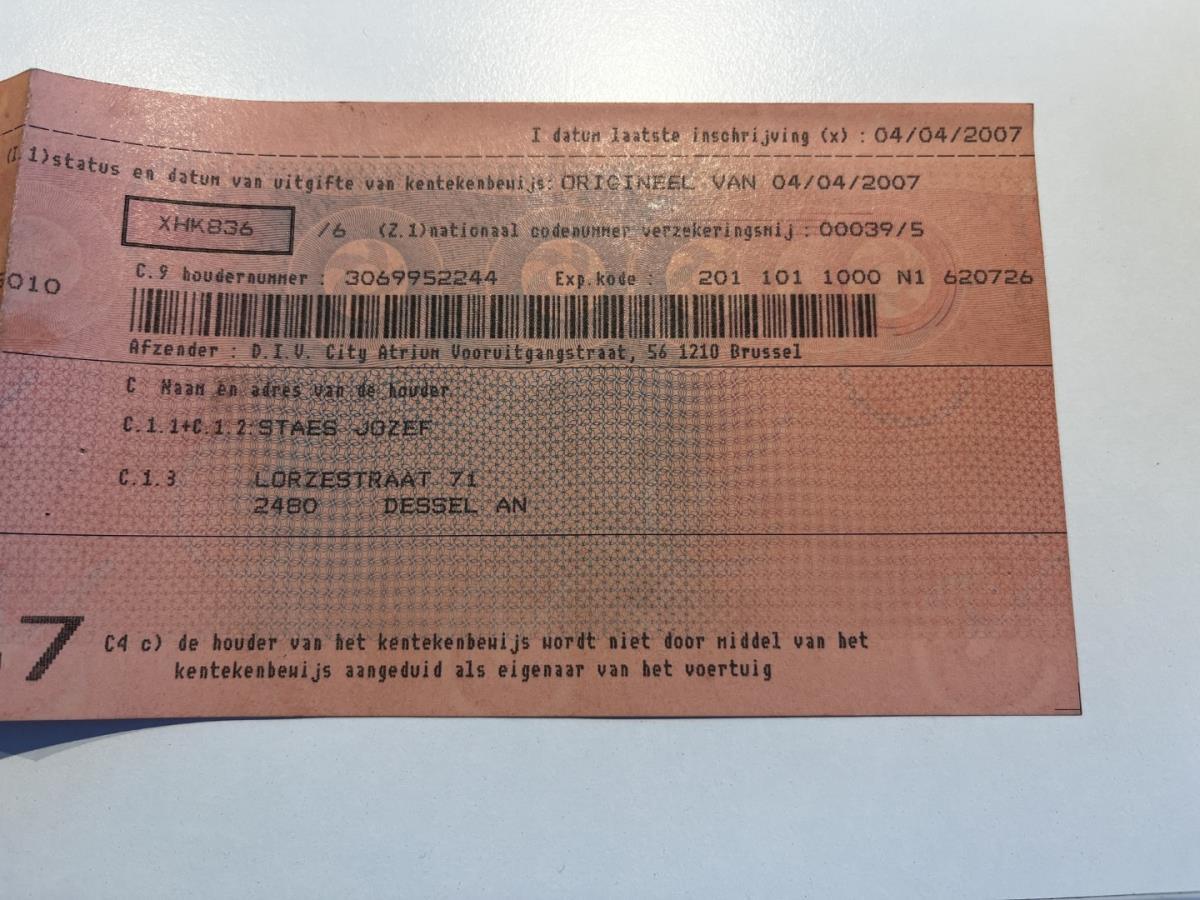 I datum laatste inschrijving (x) : 04/04/2007
(I.1)status en datum van uitgifte van kentekenbewijs: ORIGINEEL VAN 04/04/2007
XHK836 /6 (Z.1)nationaal codenummer verzekeringsmij : 00039/5
010
C.9 houdernummer : 3069952244 Exp.kode : 201 101 1000 N1 620726
Afzender : D.I.V. City Atrium Vooruitgangstraat, 56 1210 Brussel
C Naam en adres van de houder
C.1.1+C.1.2:STAES JOZEF
C.1.3 LORZESTRAAT 71
2480 DESSEL AN
7
C4 c) de houder van het kentekenbewijs wordt niet door middel van het
kentekenbewijs aangeduid als eigenaar van het voertuig